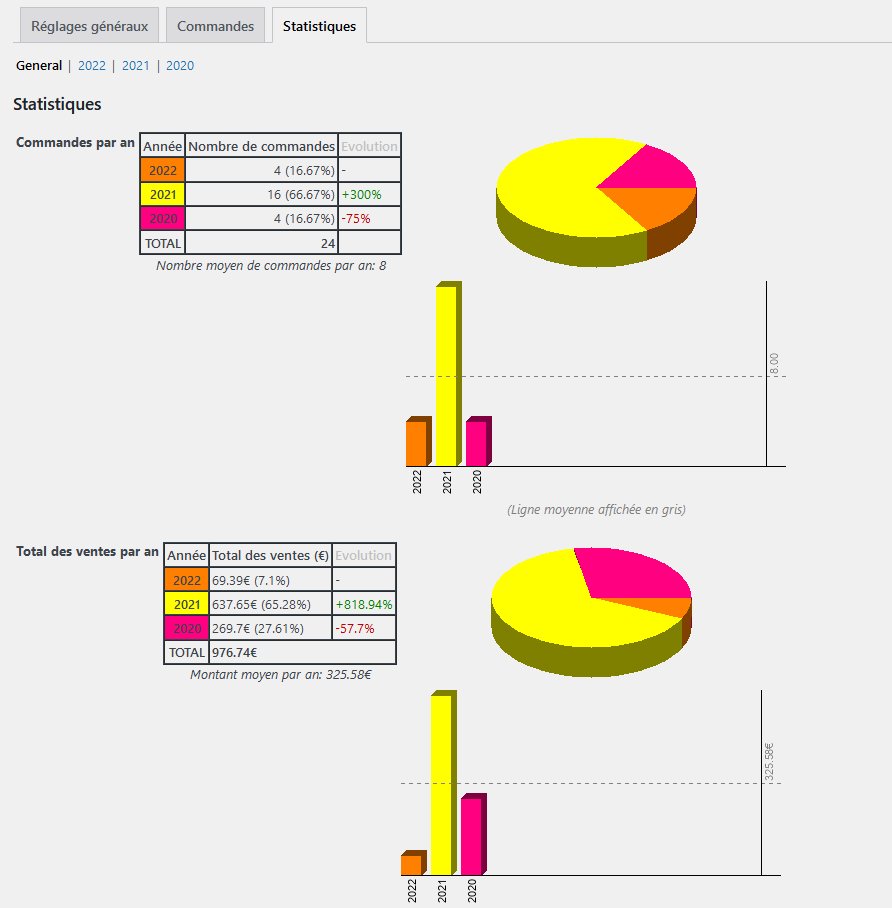 Réglages généraux Commandes Statistiques
General | 2022 | 2021 | 2020
Statistiques
Commandes par an
Année Nombre de commandes Evolution
2022 4 (16.67%) -
2021 16 (66.67%) +300%
2020 4 (16.67%) -75%
TOTAL 24
Nombre moyen de commandes par an: 8
8.00
2022 2021 2020
(Ligne moyenne affichée en gris)
Total des ventes par an
Année Total des ventes (€) Evolution
2022 69.39€ (7.1%) -
2021 637.65€ (65.28%) +818.94%
2020 269.7€ (27.61%) -57.7%
TOTAL 976.74€
Montant moyen par an: 325.58€
325.58€
2022 2021 2020